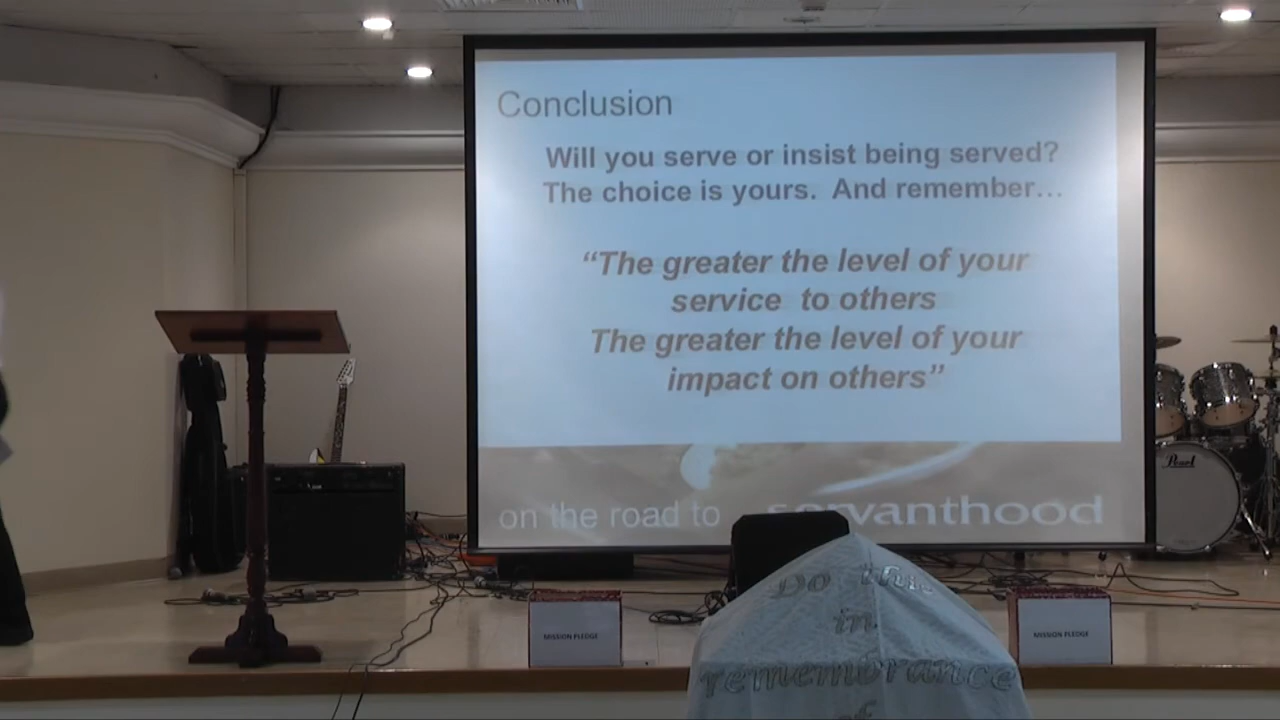 Conclusion
Will you serve or insist being served?
The choice is yours.  And remember…
“The greater the level of your
service  to others
The greater the level of your
impact on others”
on the road to servanthood
Pearl
MISSION PLEDGE
MISSION PLEDGE
Do this
in
remembrance
of